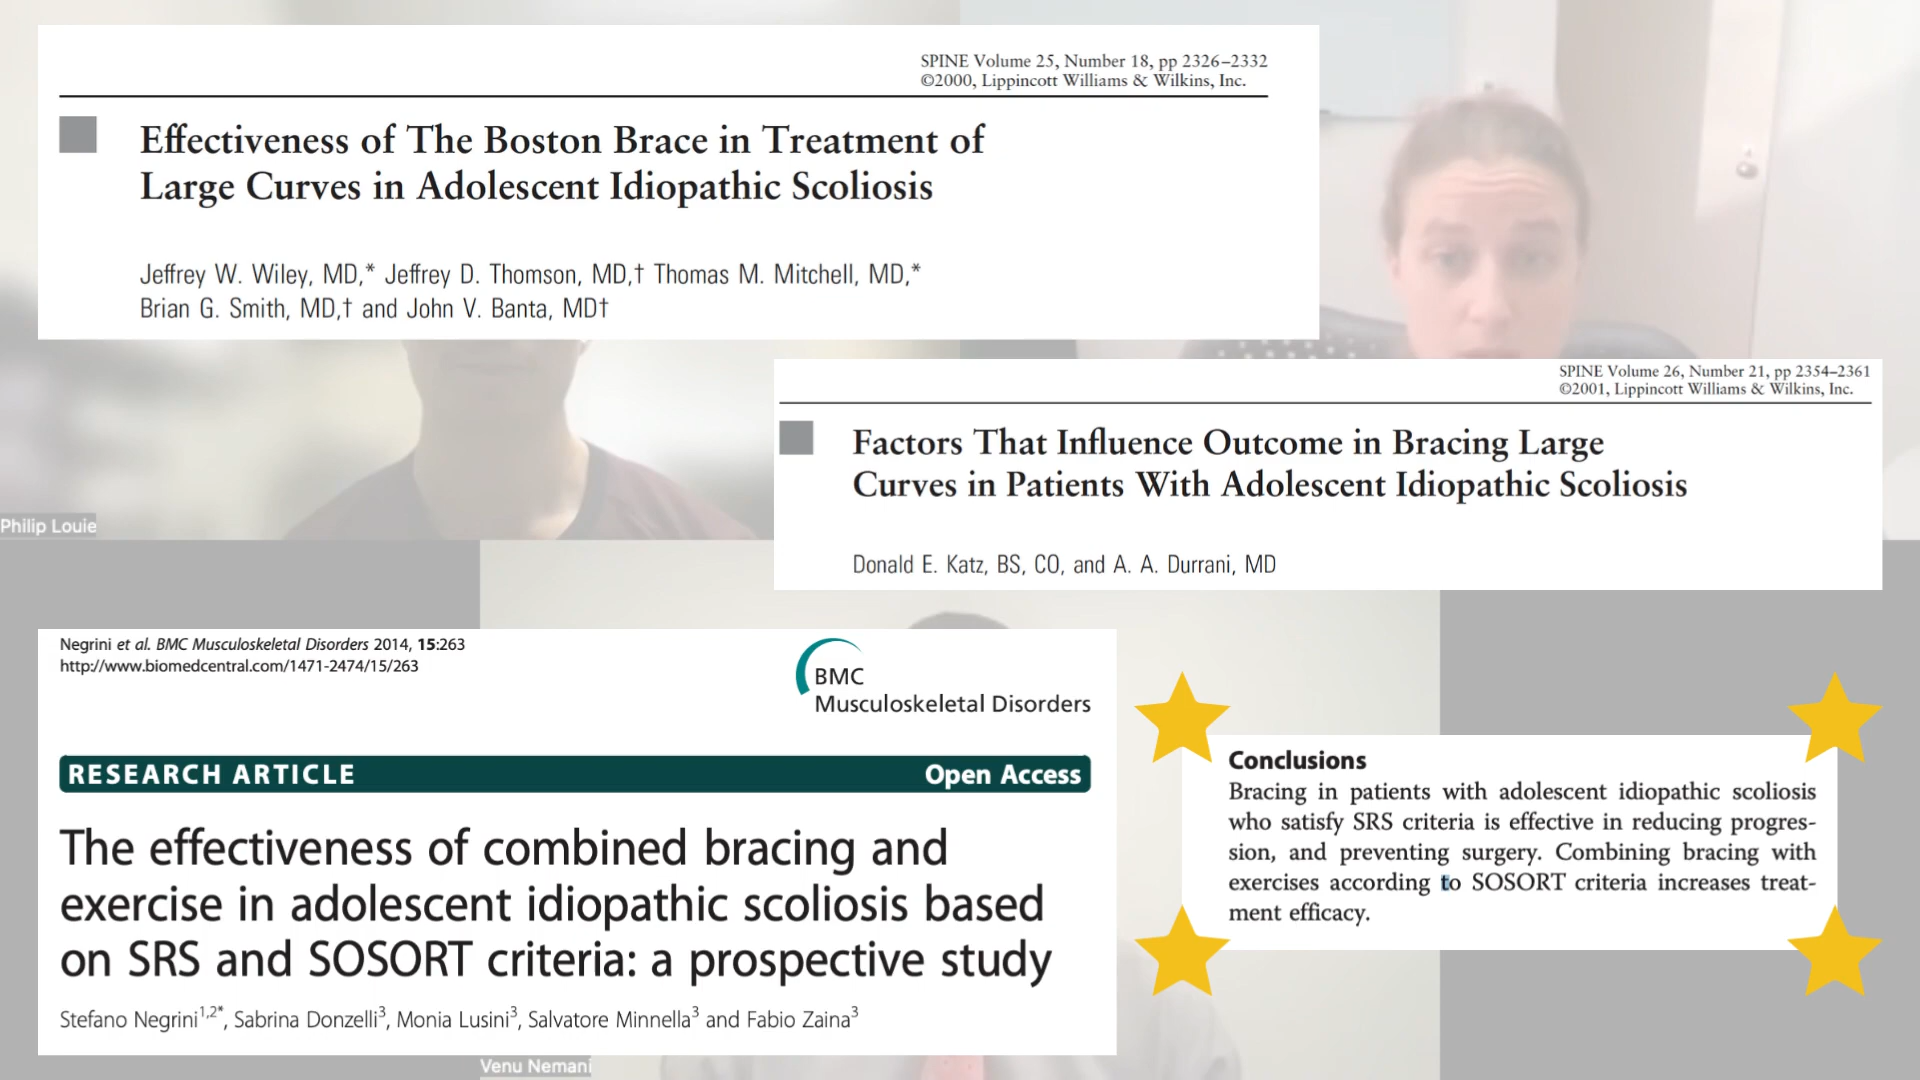 SPINE Volume 25, Number 18, pp 2326–2332
©2000, Lippincott Williams & Wilkins, Inc.
Effectiveness of The Boston Brace in Treatment of
Large Curves in Adolescent Idiopathic Scoliosis
Jeffrey W. Wiley, MD,* Jeffrey D. Thomson, MD,† Thomas M. Mitchell, MD,*
Brian G. Smith, MD,† and John V. Banta, MD†
Philip Louie
SPINE Volume 26, Number 21, pp 2354–2361
©2001, Lippincott Williams & Wilkins, Inc.
Factors That Influence Outcome in Bracing Large
Curves in Patients With Adolescent Idiopathic Scoliosis
Donald E. Katz, BS, CO, and A. A. Durrani, MD
Negrini et al. BMC Musculoskeletal Disorders 2014, 15:263
http://www.biomedcentral.com/1471-2474/15/263
BMC
Musculoskeletal Disorders
RESEARCH ARTICLE Open Access
The effectiveness of combined bracing and
exercise in adolescent idiopathic scoliosis based
on SRS and SOSORT criteria: a prospective study
Stefano Negrini1,2*, Sabrina Donzelli3, Monia Lusini3, Salvatore Minnella3 and Fabio Zaina3
Conclusions
Bracing in patients with adolescent idiopathic scoliosis
who satisfy SRS criteria is effective in reducing progres-
sion, and preventing surgery. Combining bracing with
exercises according to SOSORT criteria increases treat-
ment efficacy.
Venu Nemani